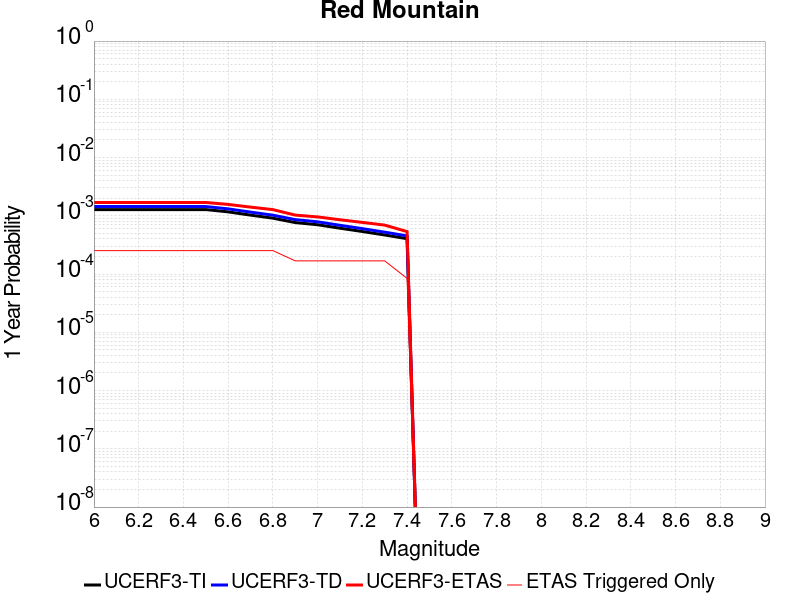 Red Mountain
1 Year Probability
10^0
10^-1
10^-2
10^-3
10^-4
10^-5
10^-6
10^-7
10^-8
6 6.2 6.4 6.6 6.8 7 7.2 7.4 7.6 7.8 8 8.2 8.4 8.6 8.8 9
Magnitude
UCERF3-TI UCERF3-TD UCERF3-ETAS ETAS Triggered Only